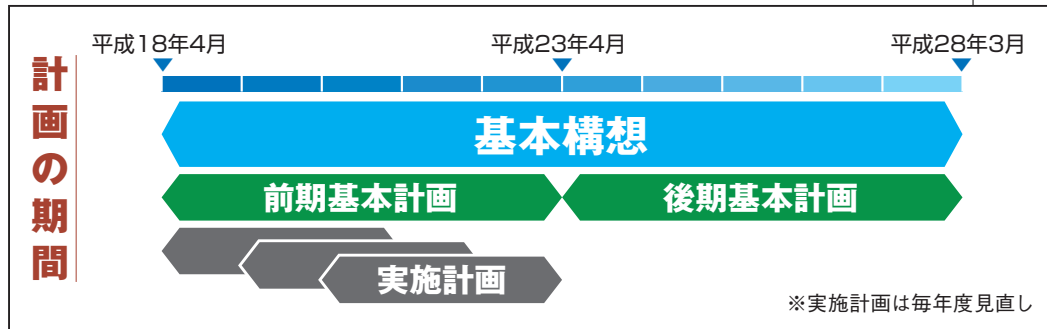 計画の期間
平成18年4月
平成23年4月
平成28年3月
基本構想
前期基本計画
後期基本計画
実施計画
※実施計画は毎年度見直し